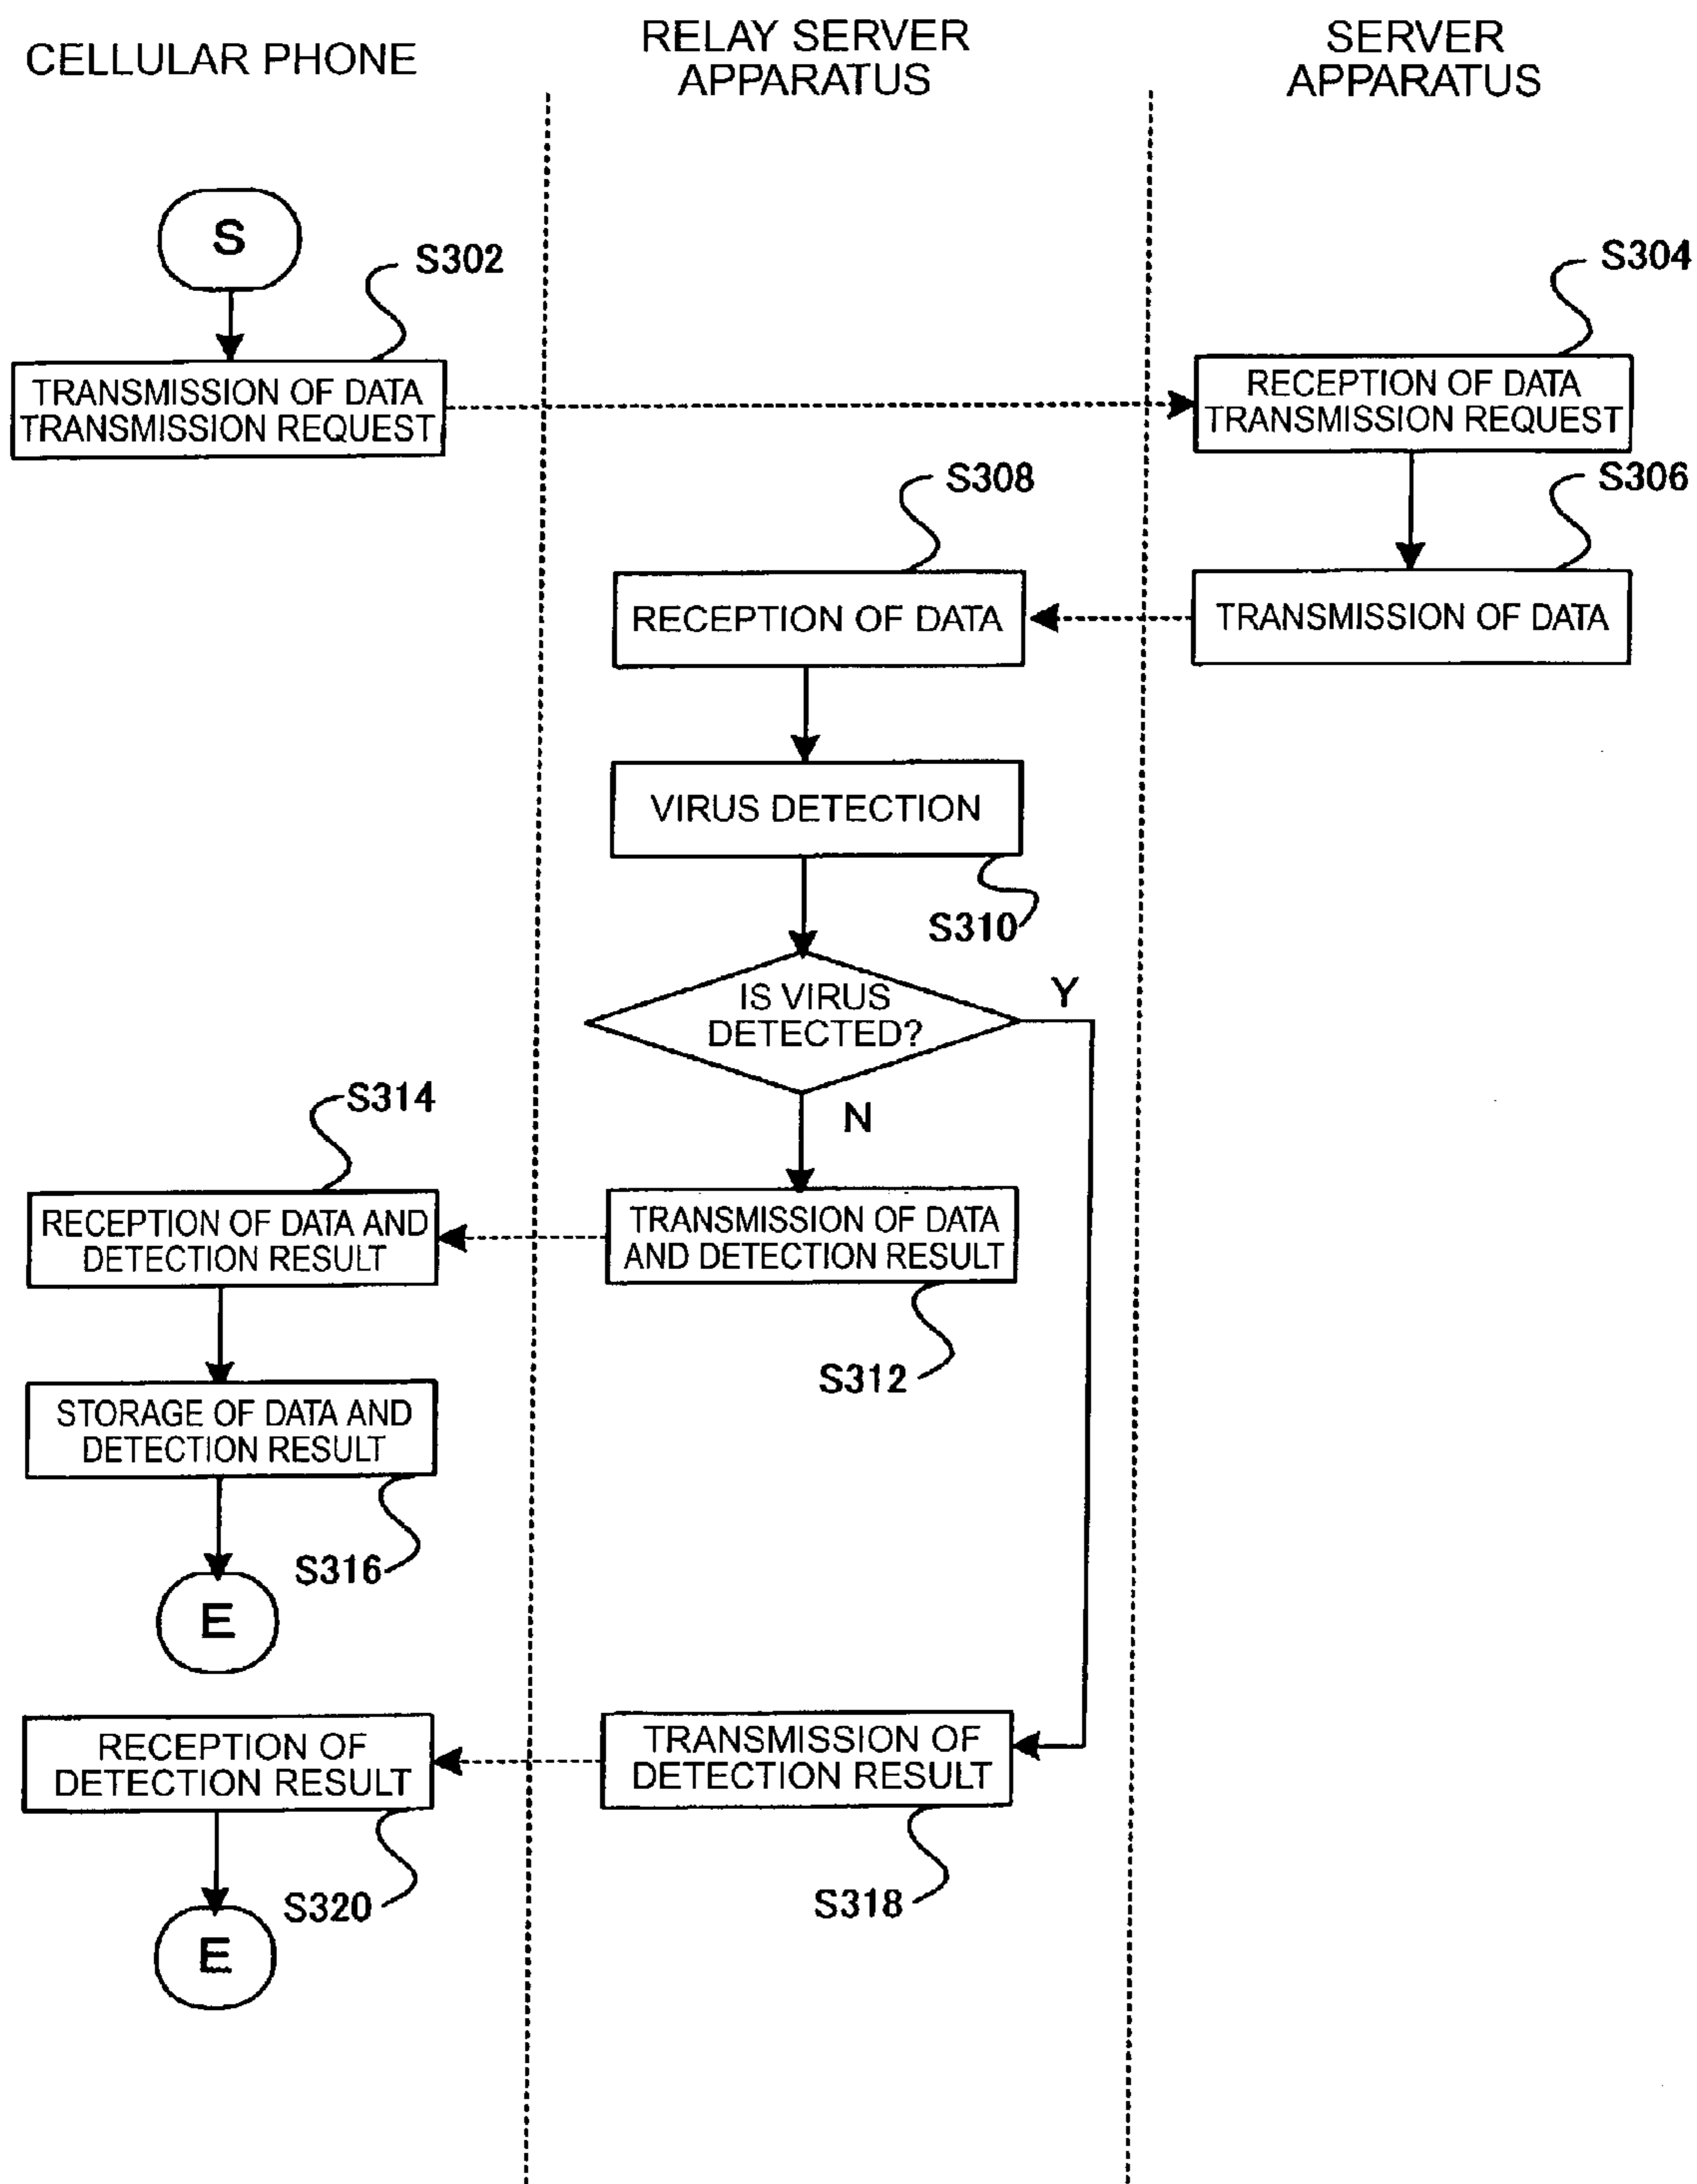 CELLULAR PHONE
RELAY SERVER
APPARATUS
SERVER
APPARATUS
S
S302
S304
TRANSMISSION OF DATA
TRANSMISSION REQUEST
RECEPTION OF DATA
TRANSMISSION REQUEST
S308
S306
RECEPTION OF DATA
TRANSMISSION OF DATA
VIRUS DETECTION
S310
IS VIRUS
DETECTED?
Y
N
S314
RECEPTION OF DATA AND
DETECTION RESULT
TRANSMISSION OF DATA
AND DETECTION RESULT
S312
STORAGE OF DATA AND
DETECTION RESULT
S316
E
RECEPTION OF
DETECTION RESULT
TRANSMISSION OF
DETECTION RESULT
S320
S318
E